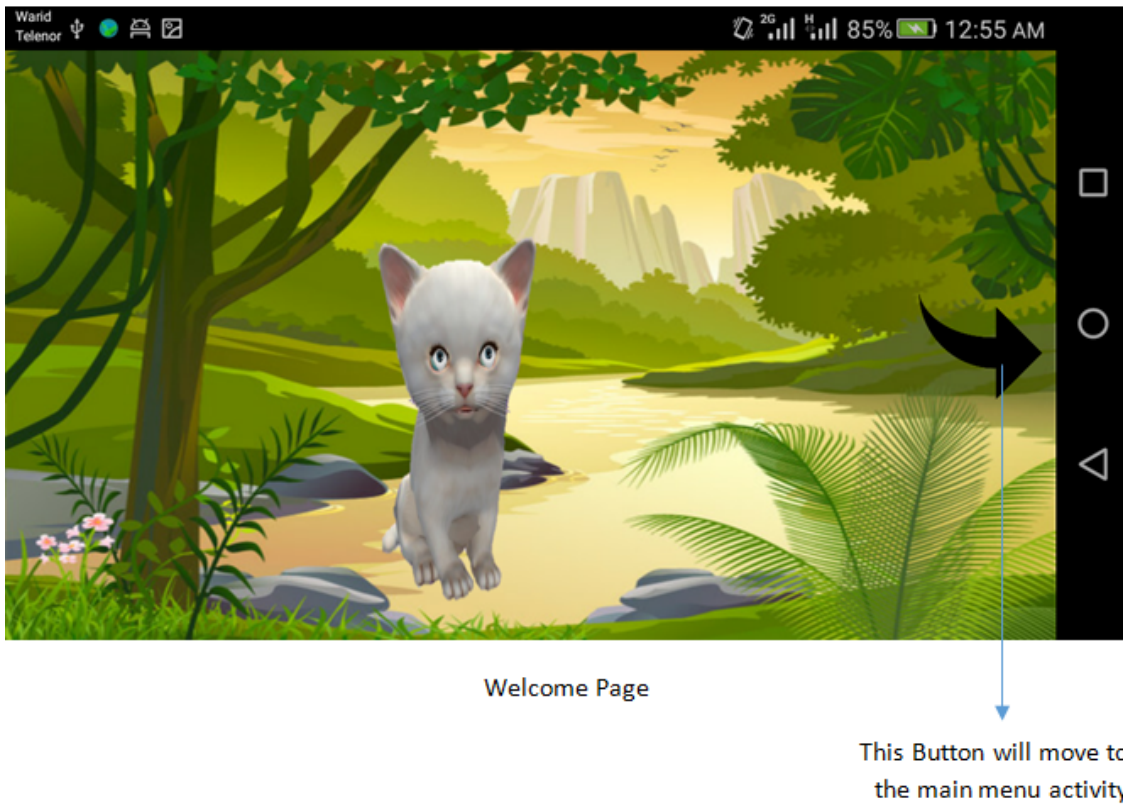 Warid
Telenor
2G H 85% 12:55 AM
Welcome Page
This Button will move to
the main menu activity